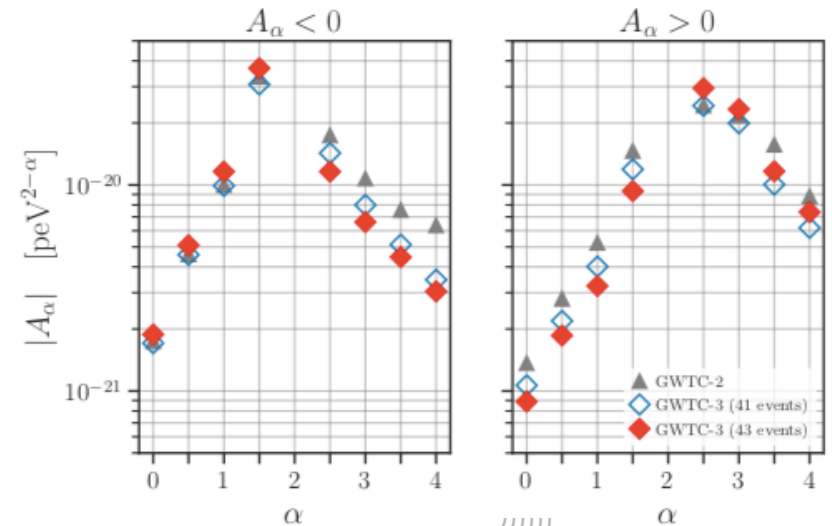 A_α < 0
A_α > 0
|A_α| [peV^{2−α}]
10^{−20}
10^{−21}
0 1 2 3 4
0 1 2 3 4
α
α
GWTC-2
GWTC-3 (41 events)
GWTC-3 (43 events)